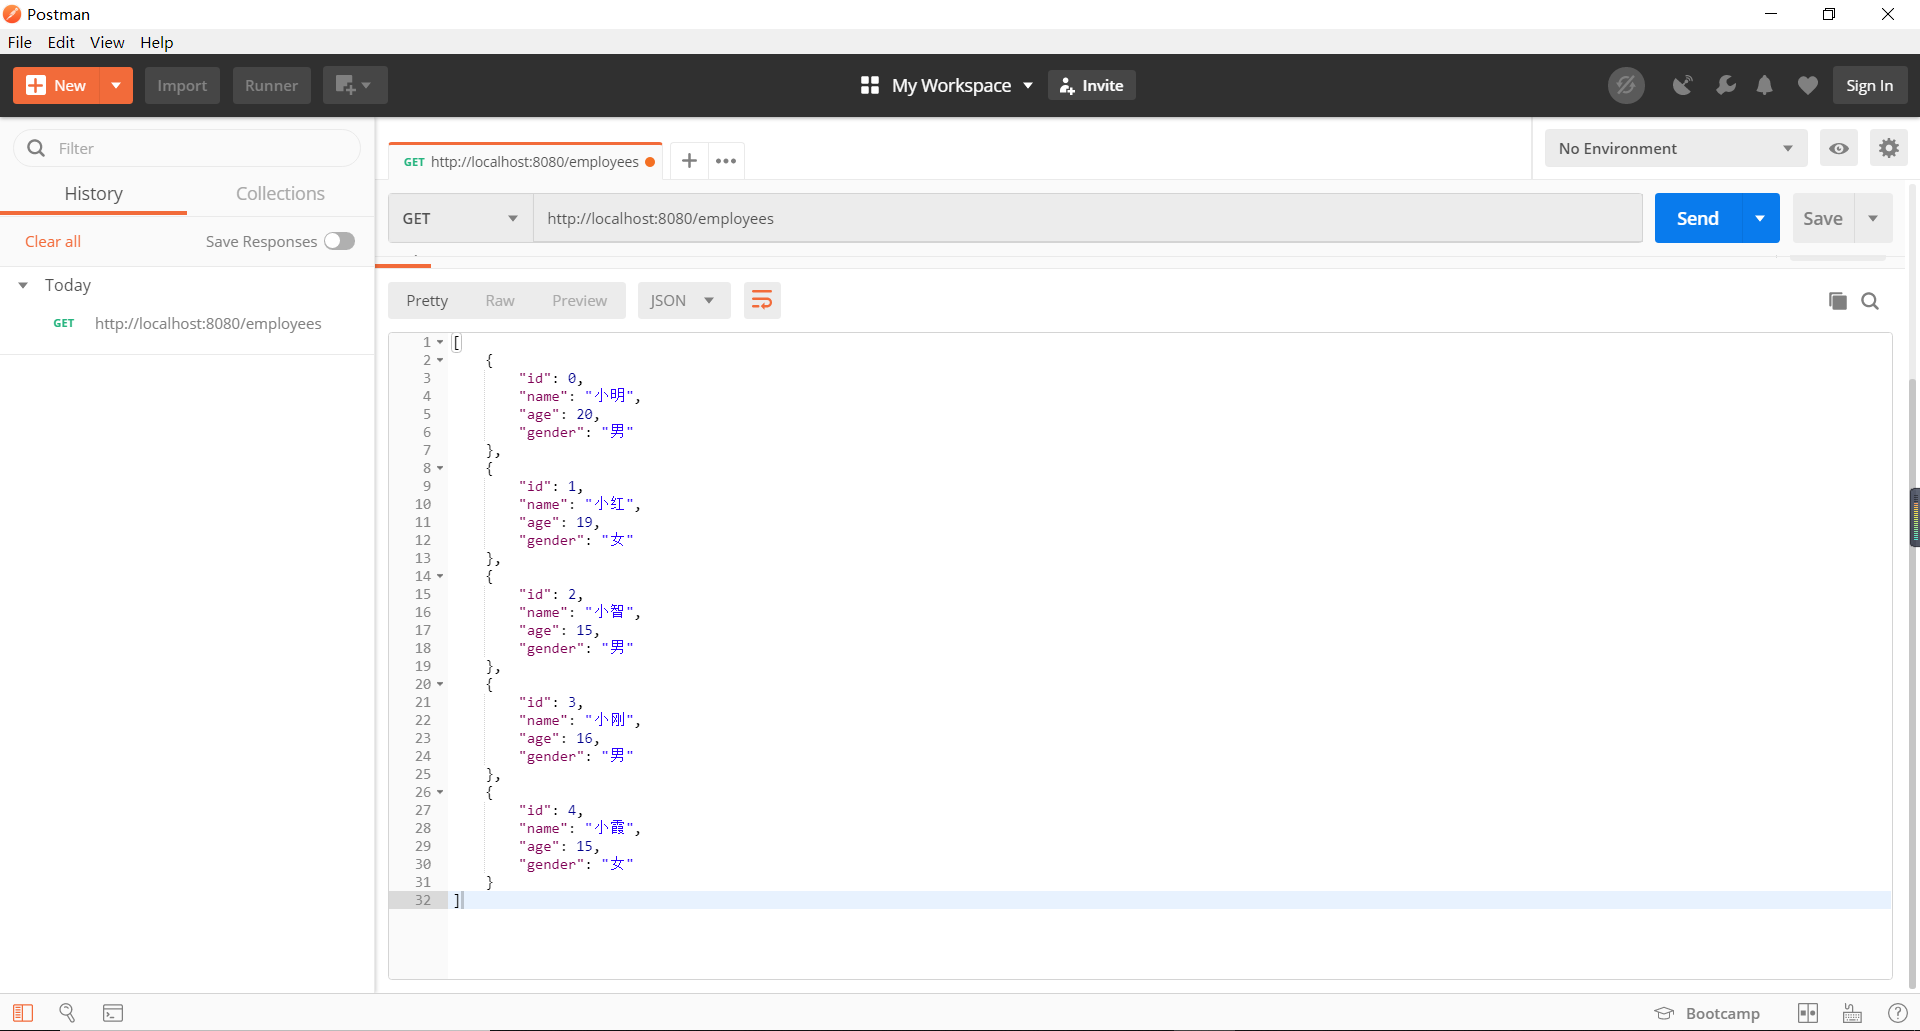 Postman
File Edit View Help
New Import Runner My Workspace Invite Sign In
Filter
History Collections
Clear all Save Responses
Today
GET http://localhost:8080/employees
GET http://localhost:8080/employees
No Environment
GET http://localhost:8080/employees Send Save
Pretty Raw Preview JSON
1 [
2 {
3 "id": 0,
4 "name": "小明",
5 "age": 20,
6 "gender": "男"
7 },
8 {
9 "id": 1,
10 "name": "小红",
11 "age": 19,
12 "gender": "女"
13 },
14 {
15 "id": 2,
16 "name": "小智",
17 "age": 15,
18 "gender": "男"
19 },
20 {
21 "id": 3,
22 "name": "小刚",
23 "age": 16,
24 "gender": "男"
25 },
26 {
27 "id": 4,
28 "name": "小霞",
29 "age": 15,
30 "gender": "女"
31 }
32 ]
Bootcamp